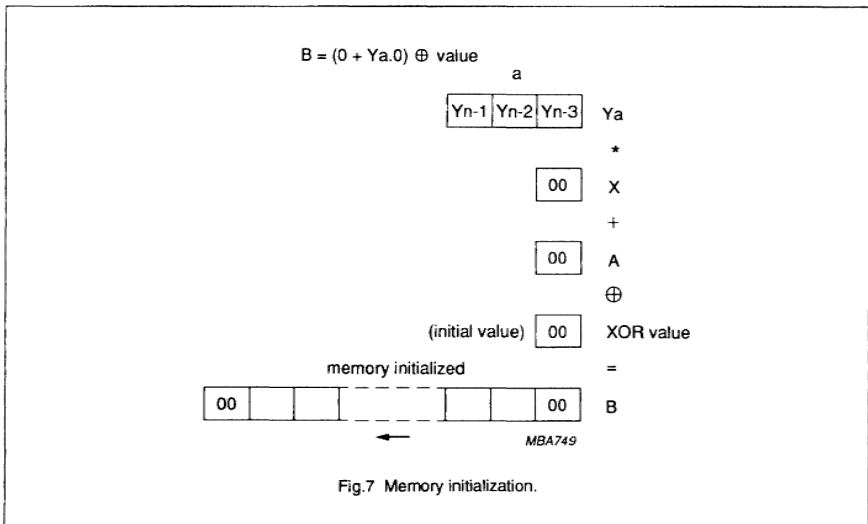 B = (0 + Ya.0) ⊕ value
a
Yn-1 Yn-2 Yn-3 Ya
*
00 X
+
00 A
⊕
(initial value) 00 XOR value
memory initialized =
00 00 B
MBA749
Fig.7 Memory initialization.